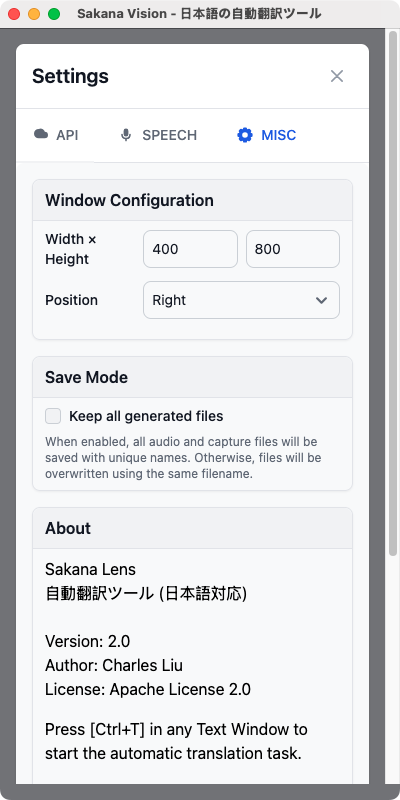 Sakana Vision - 日本語の自動翻訳ツール
Settings
API
SPEECH
MISC
Window Configuration
Width ×
Height
400
800
Position
Right
Save Mode
Keep all generated files
When enabled, all audio and capture files will be
saved with unique names. Otherwise, files will be
overwritten using the same filename.
About
Sakana Lens
自動翻訳ツール (日本語対応)
Version: 2.0
Author: Charles Liu
License: Apache License 2.0
Press [Ctrl+T] in any Text Window to
start the automatic translation task.